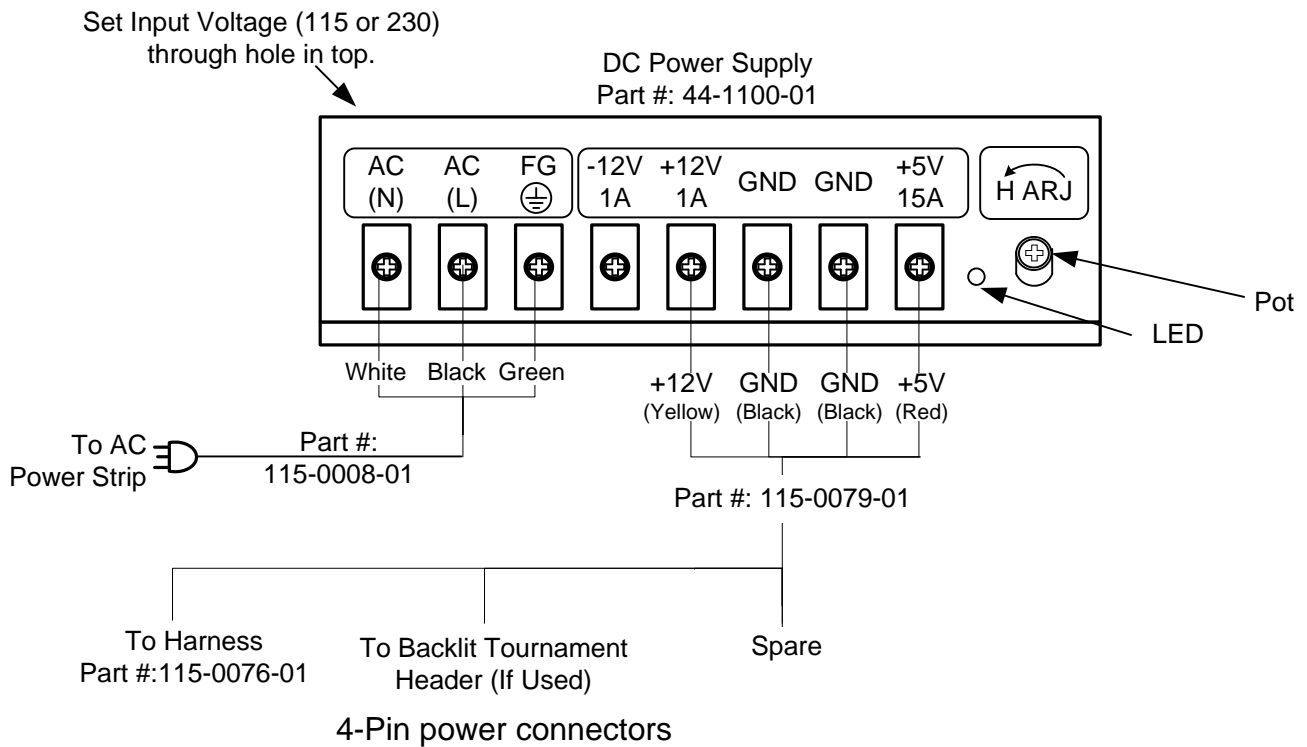 Set Input Voltage (115 or 230)
through hole in top.
DC Power Supply
Part #: 44-1100-01
AC
(N)
AC
(L)
FG
-12V
1A
+12V
1A
GND
GND
+5V
15A
H ARJ
Pot
LED
White
Black
Green
+12V
(Yellow)
GND
(Black)
GND
(Black)
+5V
(Red)
To AC
Power Strip
Part #:
115-0008-01
Part #: 115-0079-01
To Harness
Part #:115-0076-01
To Backlit Tournament
Header (If Used)
Spare
4-Pin power connectors